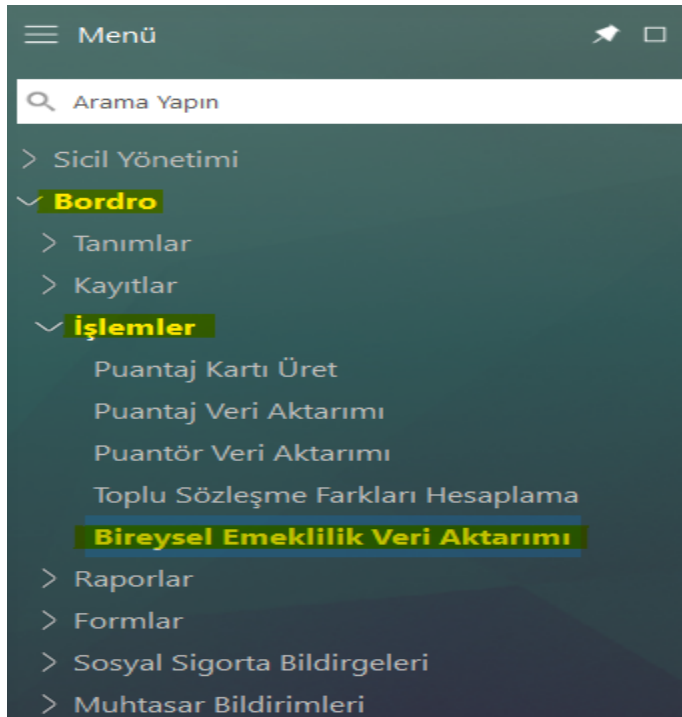 Menü
Arama Yapın
Sicil Yönetimi
Bordro
Tanımlar
Kayıtlar
İşlemler
Puantaj Kartı Üret
Puantaj Veri Aktarımı
Puantör Veri Aktarımı
Toplu Sözleşme Farkları Hesaplama
Bireysel Emeklilik Veri Aktarımı
Raporlar
Formlar
Sosyal Sigorta Bildirgeleri
Muhtasar Bildirimleri